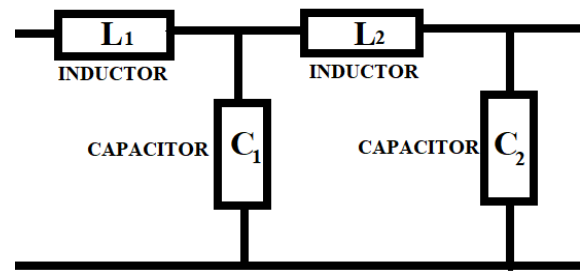 L1
L2
INDUCTOR
INDUCTOR
CAPACITOR
C1
CAPACITOR
C2